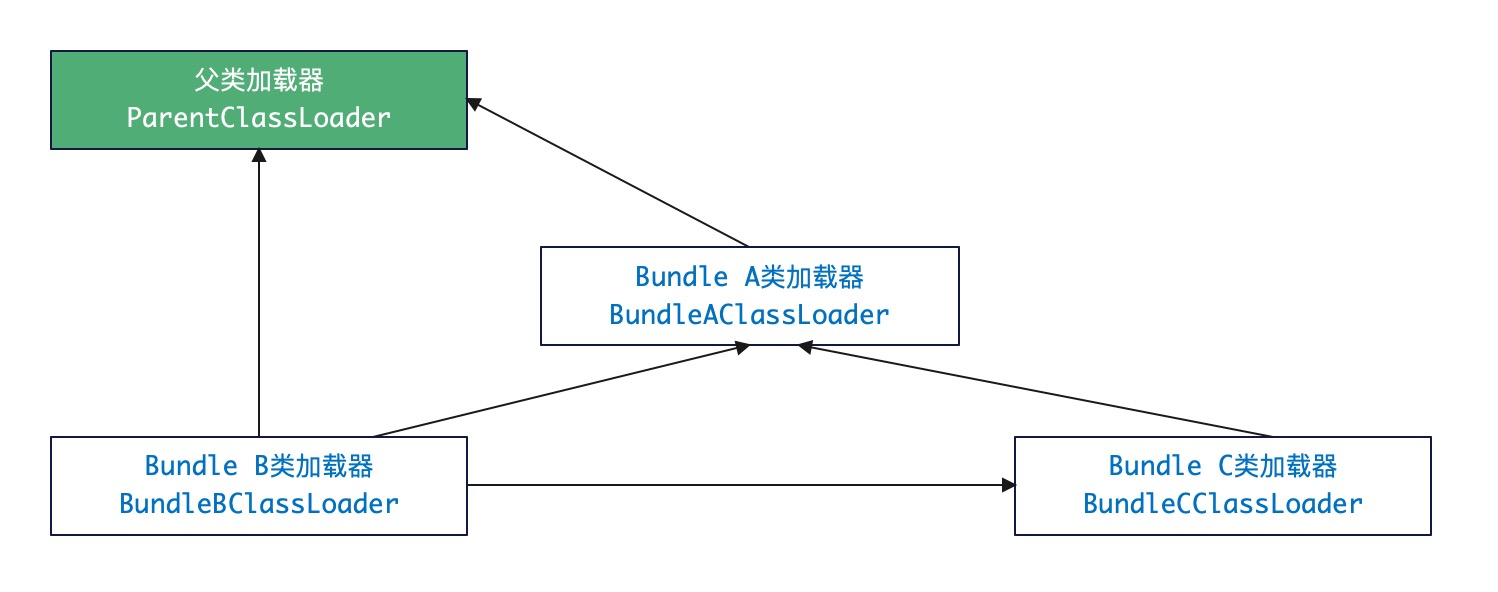 父类加载器
ParentClassLoader
Bundle A类加载器
BundleAClassLoader
Bundle B类加载器
BundleBClassLoader
Bundle C类加载器
BundleCClassLoader